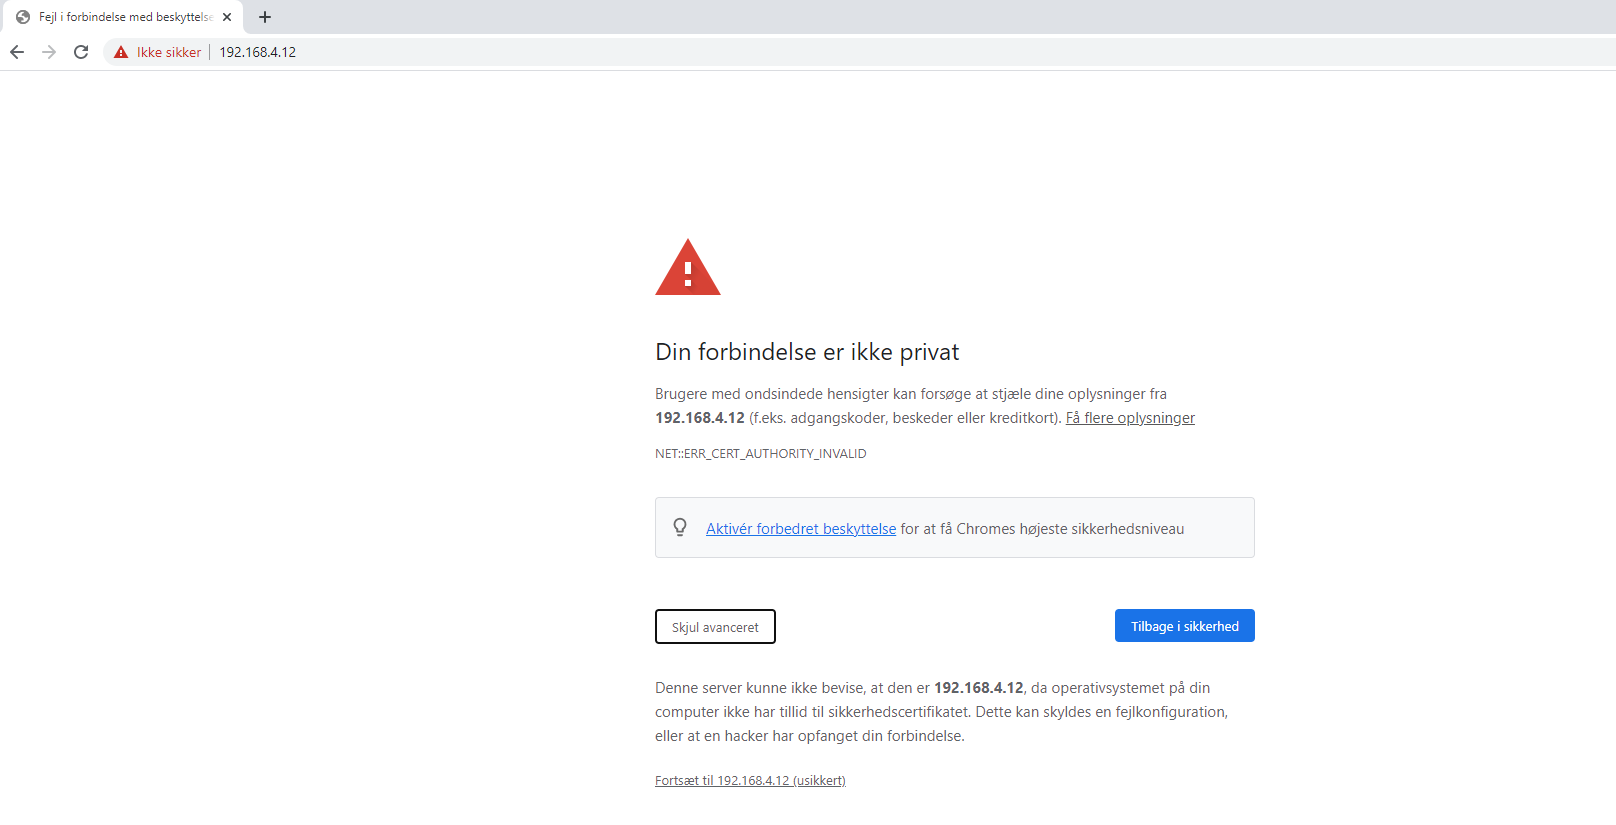 Fejl i forbindelse med beskyttelse
Ikke sikker
192.168.4.12
Din forbindelse er ikke privat
Brugere med ondsindede hensigter kan forsøge at stjæle dine oplysninger fra
192.168.4.12 (f.eks. adgangskoder, beskeder eller kreditkort). Få flere oplysninger
NET::ERR_CERT_AUTHORITY_INVALID
Aktivér forbedret beskyttelse for at få Chromes højeste sikkerhedsniveau
Skjul avanceret
Tilbage i sikkerhed
Denne server kunne ikke bevise, at den er 192.168.4.12, da operativsystemet på din
computer ikke har tillid til sikkerhedscertifikatet. Dette kan skyldes en fejlkonfiguration,
eller at en hacker har opfanget din forbindelse.
Fortsæt til 192.168.4.12 (usikkert)